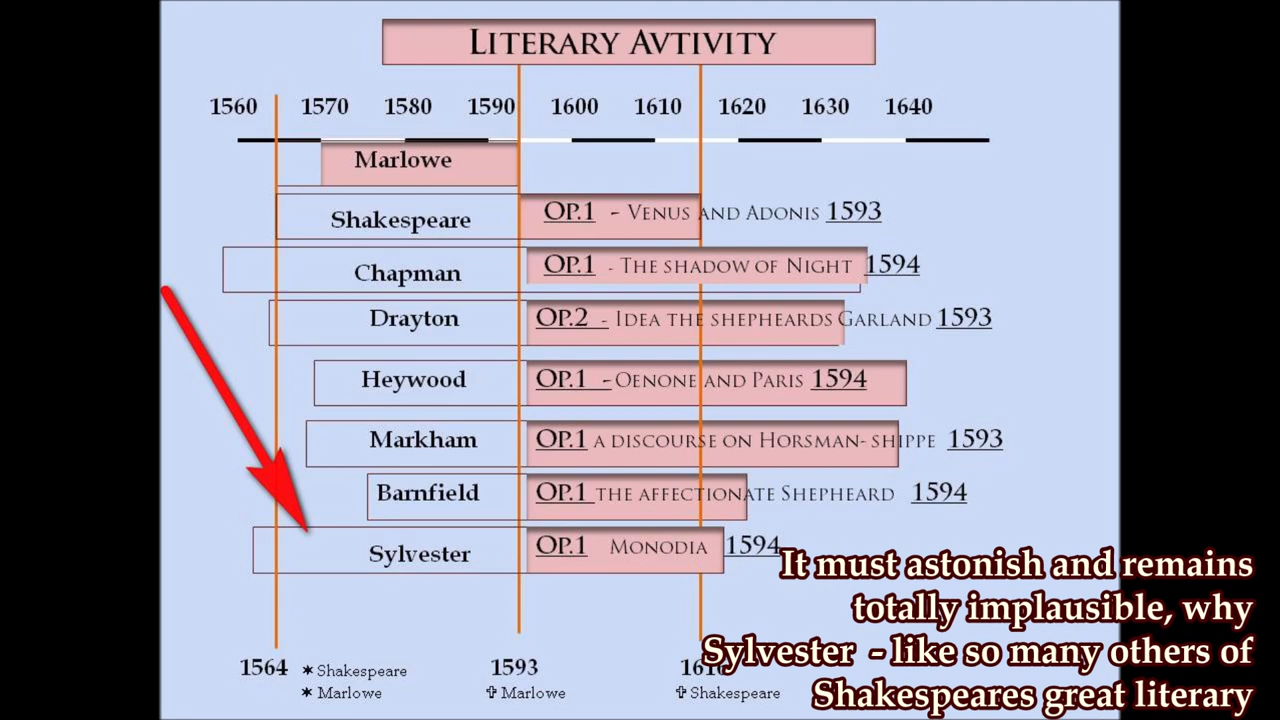 LITERARY AVTIVITY
1560 1570 1580 1590 1600 1610 1620 1630 1640
Marlowe
Shakespeare OP.1 - VENUS AND ADONIS 1593
Chapman OP.1 - THE SHADOW OF NIGHT 1594
Drayton OP.2 - IDEA THE SHEPHEARDS GARLAND 1593
Heywood OP.1 - OENONE AND PARIS 1594
Markham OP.1 A DISCOURSE ON HORSMAN-SHIPPE 1593
Barnfield OP.1 THE AFFECTIONATE SHEPHEARD 1594
Sylvester OP.1 MONODIA 1594
It must astonish and remains
totally implausible, why
Sylvester - like so many others of
Shakespeares great literary
1564 ✶ Shakespeare 1593 1616
✶ Marlowe ✞ Marlowe ✞ Shakespeare